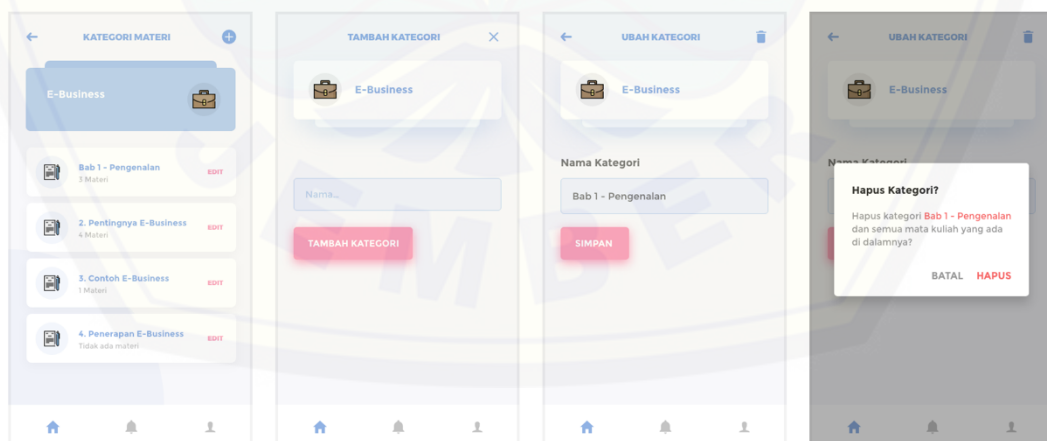 KATEGORI MATERI
E-Business
Bab 1 - Pengenalan
3 Materi
EDIT
2. Pentingnya E-Business
4 Materi
EDIT
3. Contoh E-Business
1 Materi
EDIT
4. Penerapan E-Business
Tidak ada materi
EDIT
TAMBAH KATEGORI
E-Business
Nama...
TAMBAH KATEGORI
UBAH KATEGORI
E-Business
Nama Kategori
Bab 1 - Pengenalan
SIMPAN
UBAH KATEGORI
E-Business
Nama Kategori
Hapus Kategori?
Hapus kategori Bab 1 - Pengenalan
dan semua mata kuliah yang ada
di dalamnya?
BATAL HAPUS
JEMBER